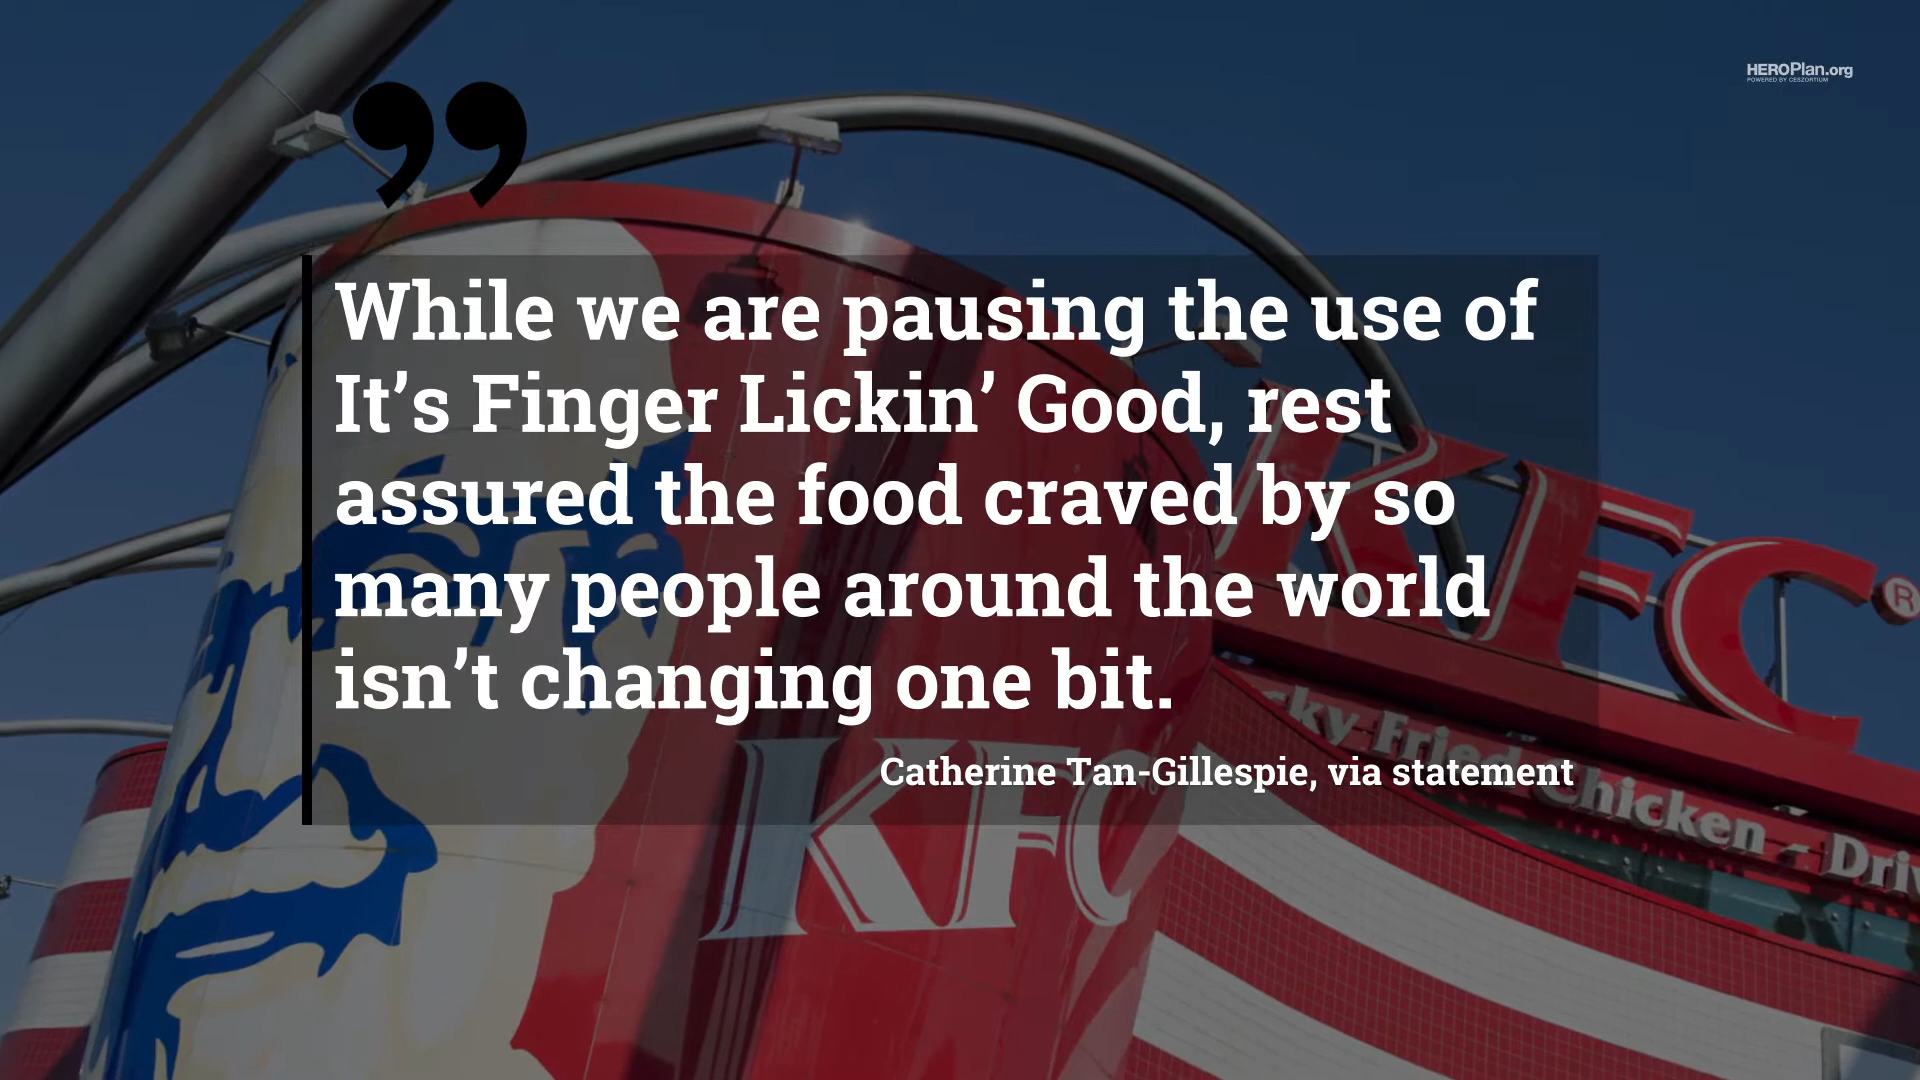 HEROPlan.org
POWERED BY CESZORTIUM
”
While we are pausing the use of
It’s Finger Lickin’ Good, rest
assured the food craved by so
many people around the world
isn’t changing one bit.
Catherine Tan-Gillespie, via statement
KFC®
cky Fried Chicken - Driv
KFC